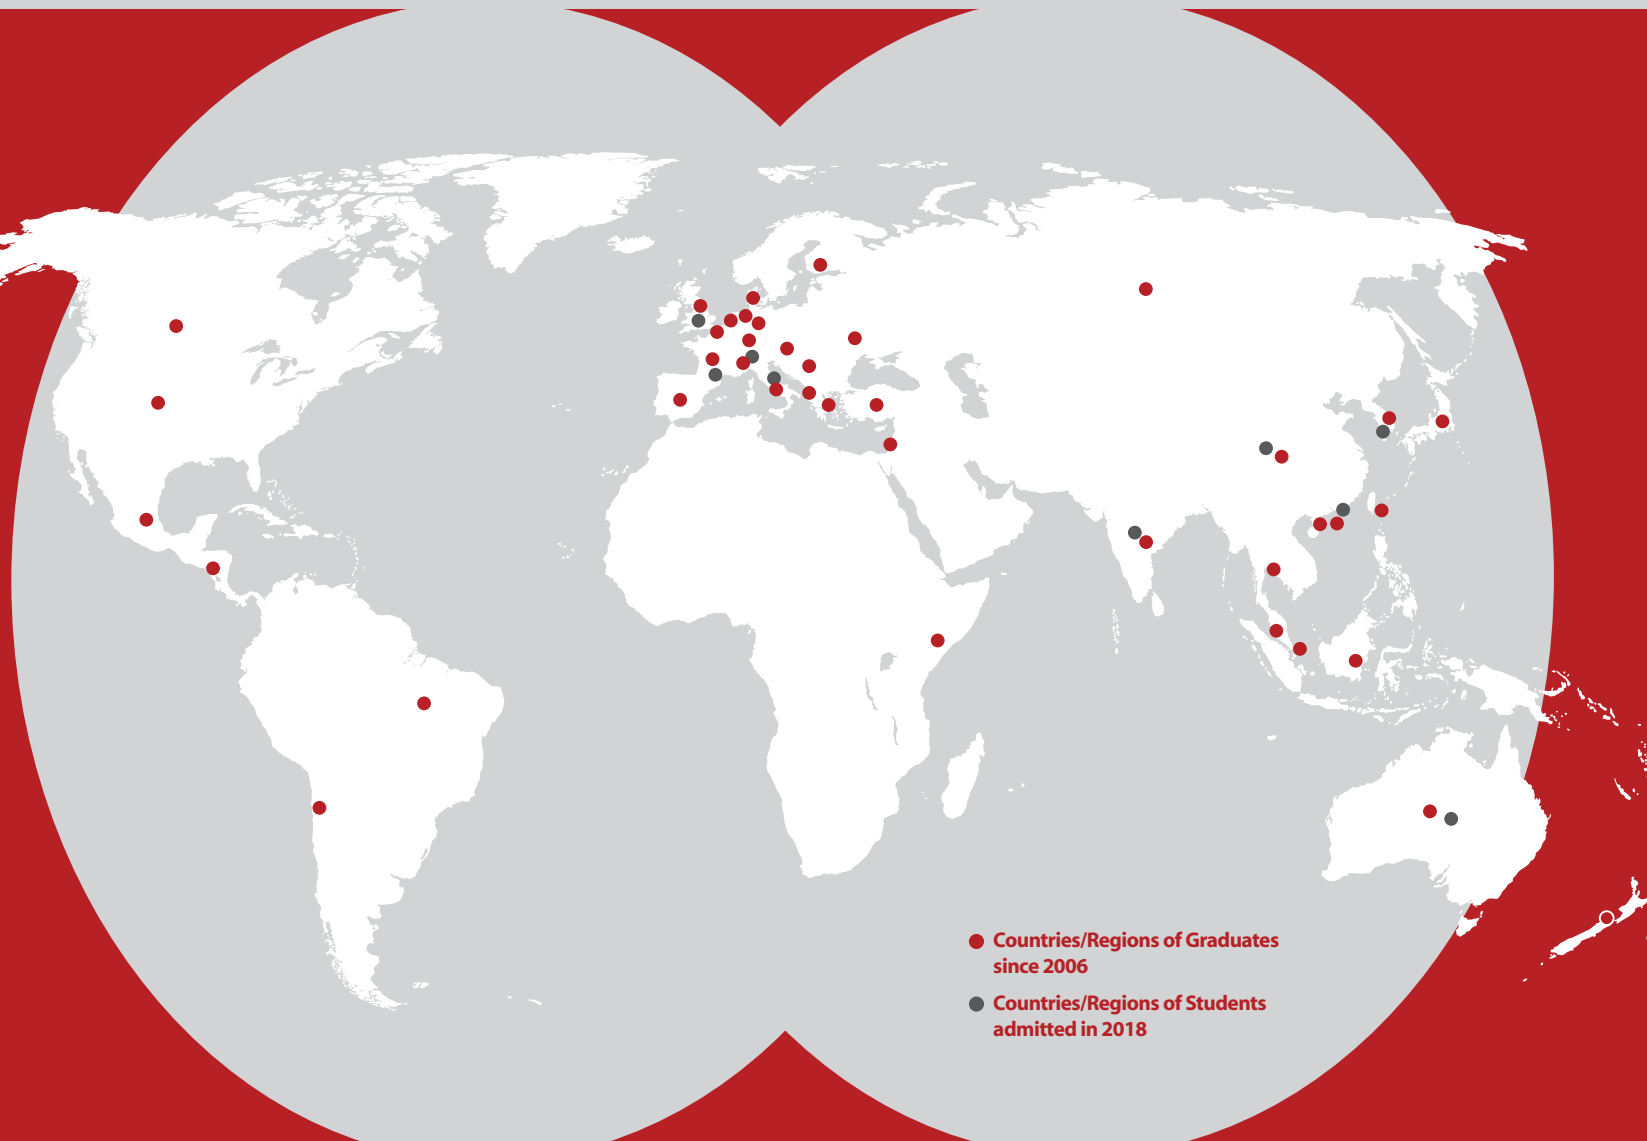 Countries/Regions of Graduates
since 2006
Countries/Regions of Students
admitted in 2018